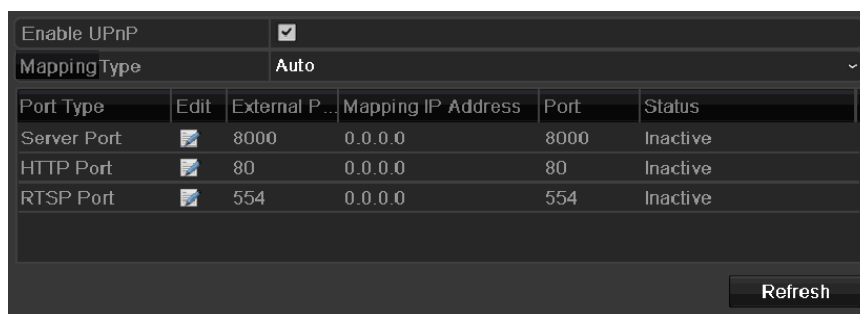 Enable UPnP
Mapping Type Auto
Port Type Edit External P... Mapping IP Address Port Status
Server Port 8000 0.0.0.0 8000 Inactive
HTTP Port 80 0.0.0.0 80 Inactive
RTSP Port 554 0.0.0.0 554 Inactive
Refresh